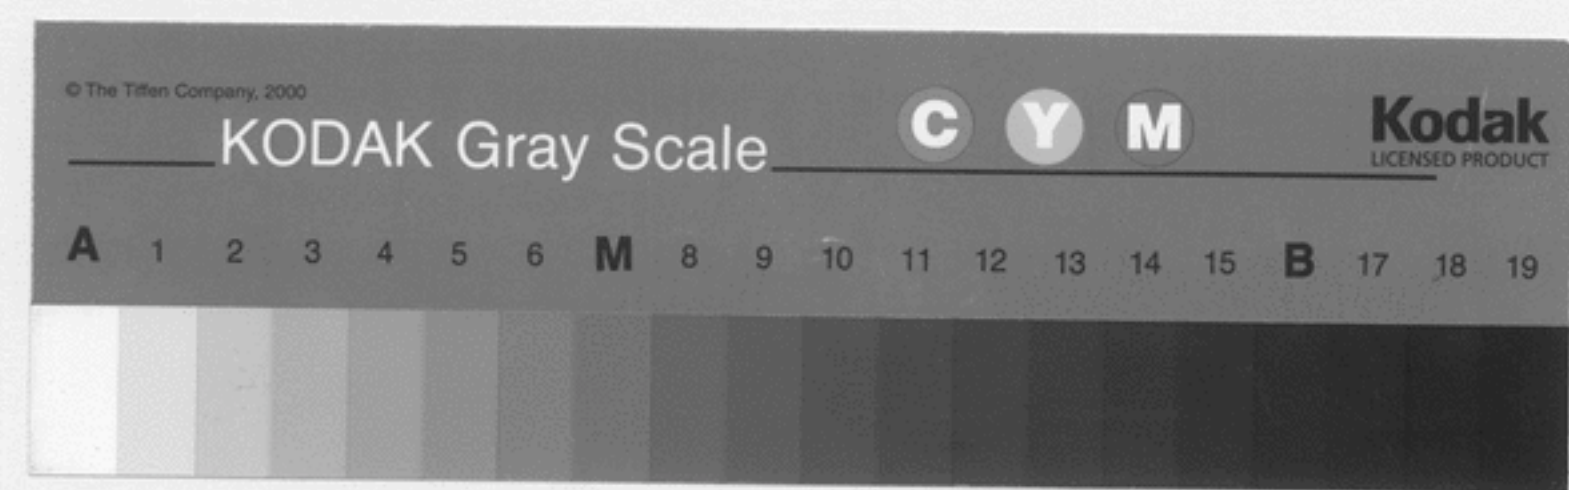 © The Tiffen Company, 2000
KODAK Gray Scale
C Y M
Kodak
LICENSED PRODUCT
A 1 2 3 4 5 6 M 8 9 10 11 12 13 14 15 B 17 18 19